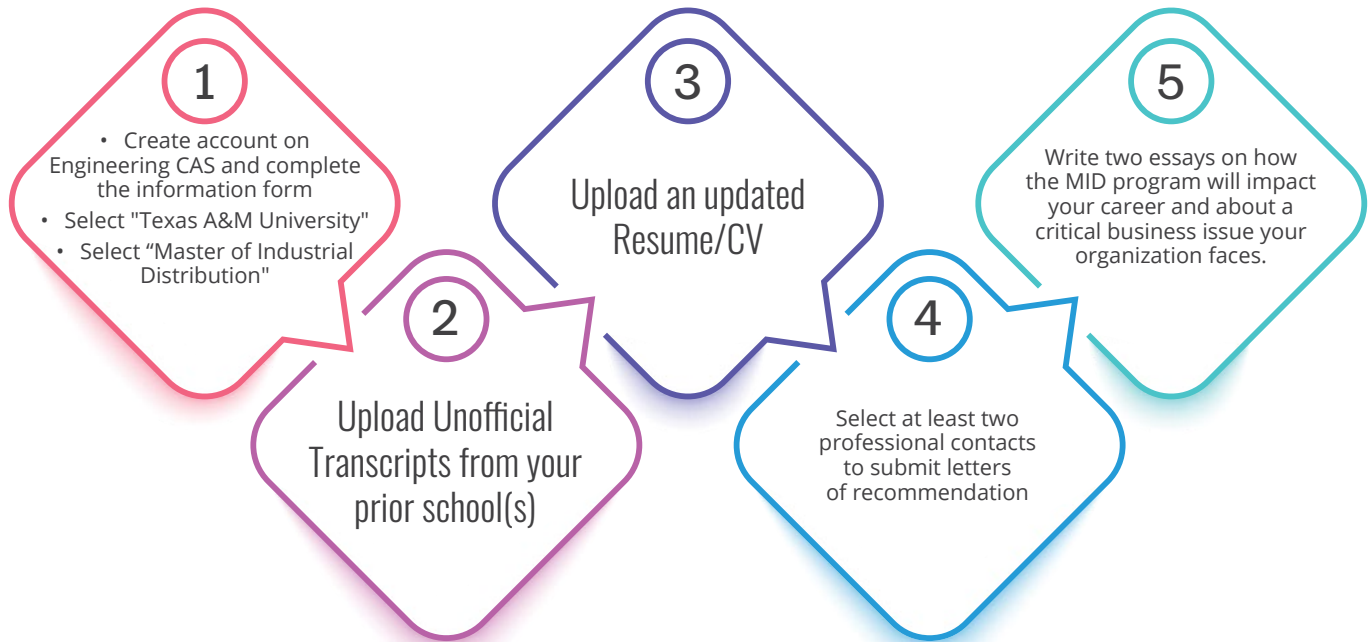 1
• Create account on
Engineering CAS and complete
the information form
• Select "Texas A&M University"
• Select “Master of Industrial
Distribution"
2
Upload Unofficial
Transcripts from your
prior school(s)
3
Upload an updated
Resume/CV
4
Select at least two
professional contacts
to submit letters
of recommendation
5
Write two essays on how
the MID program will impact
your career and about a
critical business issue your
organization faces.